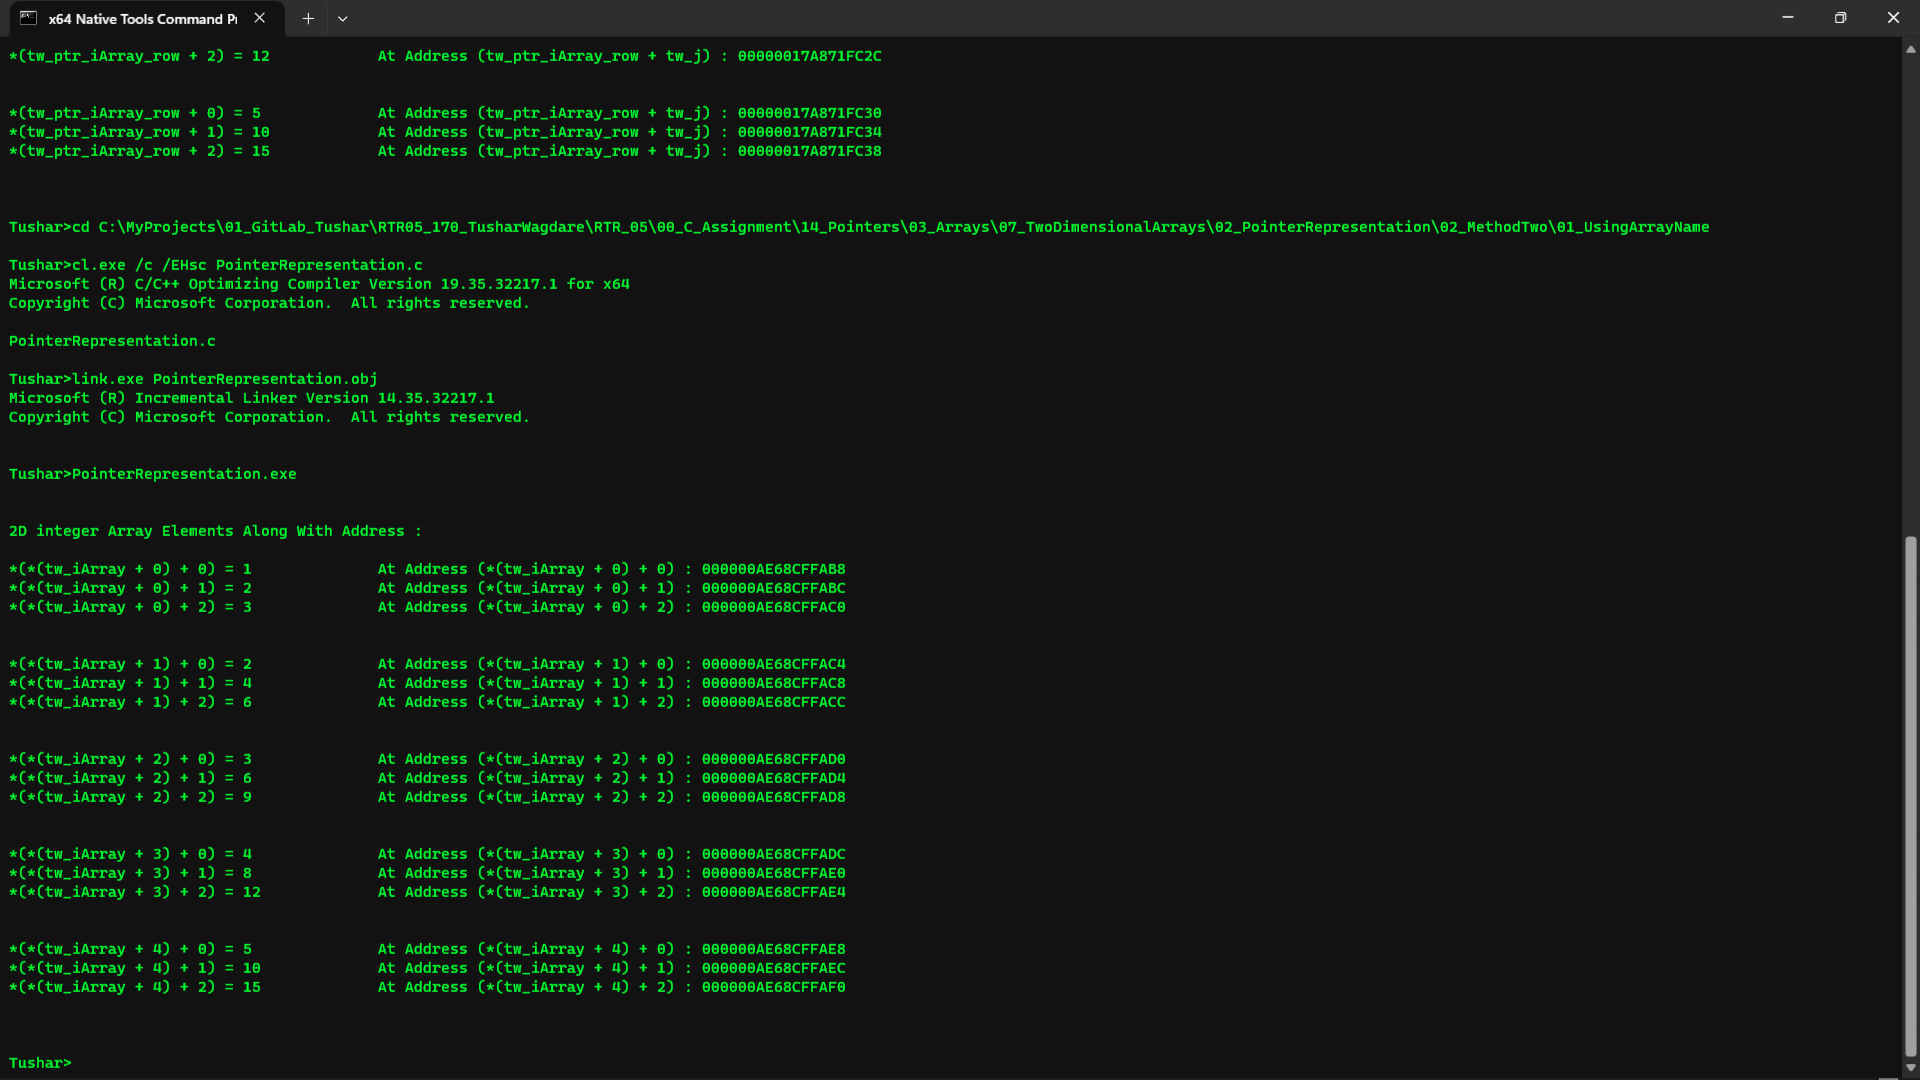 x64 Native Tools Command P
*(tw_ptr_iArray_row + 2) = 12 At Address (tw_ptr_iArray_row + tw_j) : 00000017A871FC2C
*(tw_ptr_iArray_row + 0) = 5 At Address (tw_ptr_iArray_row + tw_j) : 00000017A871FC30
*(tw_ptr_iArray_row + 1) = 10 At Address (tw_ptr_iArray_row + tw_j) : 00000017A871FC34
*(tw_ptr_iArray_row + 2) = 15 At Address (tw_ptr_iArray_row + tw_j) : 00000017A871FC38
Tushar>cd C:\MyProjects\01_GitLab_Tushar\RTR05_170_TusharWagdare\RTR_05\00_C_Assignment\14_Pointers\03_Arrays\07_TwoDimensionalArrays\02_PointerRepresentation\02_MethodTwo\01_UsingArrayName
Tushar>cl.exe /c /EHsc PointerRepresentation.c
Microsoft (R) C/C++ Optimizing Compiler Version 19.35.32217.1 for x64
Copyright (C) Microsoft Corporation.  All rights reserved.
PointerRepresentation.c
Tushar>link.exe PointerRepresentation.obj
Microsoft (R) Incremental Linker Version 14.35.32217.1
Copyright (C) Microsoft Corporation.  All rights reserved.
Tushar>PointerRepresentation.exe
2D integer Array Elements Along With Address :
*(*(tw_iArray + 0) + 0) = 1 At Address (*(tw_iArray + 0) + 0) : 000000AE68CFFAB8
*(*(tw_iArray + 0) + 1) = 2 At Address (*(tw_iArray + 0) + 1) : 000000AE68CFFABC
*(*(tw_iArray + 0) + 2) = 3 At Address (*(tw_iArray + 0) + 2) : 000000AE68CFFAC0
*(*(tw_iArray + 1) + 0) = 2 At Address (*(tw_iArray + 1) + 0) : 000000AE68CFFAC4
*(*(tw_iArray + 1) + 1) = 4 At Address (*(tw_iArray + 1) + 1) : 000000AE68CFFAC8
*(*(tw_iArray + 1) + 2) = 6 At Address (*(tw_iArray + 1) + 2) : 000000AE68CFFACC
*(*(tw_iArray + 2) + 0) = 3 At Address (*(tw_iArray + 2) + 0) : 000000AE68CFFAD0
*(*(tw_iArray + 2) + 1) = 6 At Address (*(tw_iArray + 2) + 1) : 000000AE68CFFAD4
*(*(tw_iArray + 2) + 2) = 9 At Address (*(tw_iArray + 2) + 2) : 000000AE68CFFAD8
*(*(tw_iArray + 3) + 0) = 4 At Address (*(tw_iArray + 3) + 0) : 000000AE68CFFADC
*(*(tw_iArray + 3) + 1) = 8 At Address (*(tw_iArray + 3) + 1) : 000000AE68CFFAE0
*(*(tw_iArray + 3) + 2) = 12 At Address (*(tw_iArray + 3) + 2) : 000000AE68CFFAE4
*(*(tw_iArray + 4) + 0) = 5 At Address (*(tw_iArray + 4) + 0) : 000000AE68CFFAE8
*(*(tw_iArray + 4) + 1) = 10 At Address (*(tw_iArray + 4) + 1) : 000000AE68CFFAEC
*(*(tw_iArray + 4) + 2) = 15 At Address (*(tw_iArray + 4) + 2) : 000000AE68CFFAF0
Tushar>